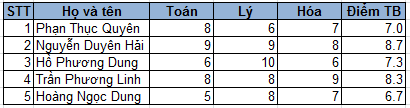 STT Họ và tên Toán Lý Hóa Điểm TB
1 Phạn Thục Quyên 8 6 7 7.0
2 Nguyễn Duyên Hải 9 9 8 8.7
3 Hồ Phương Dung 6 10 6 7.3
4 Trần Phương Linh 8 8 9 8.3
5 Hoàng Ngọc Dung 5 8 7 6.7